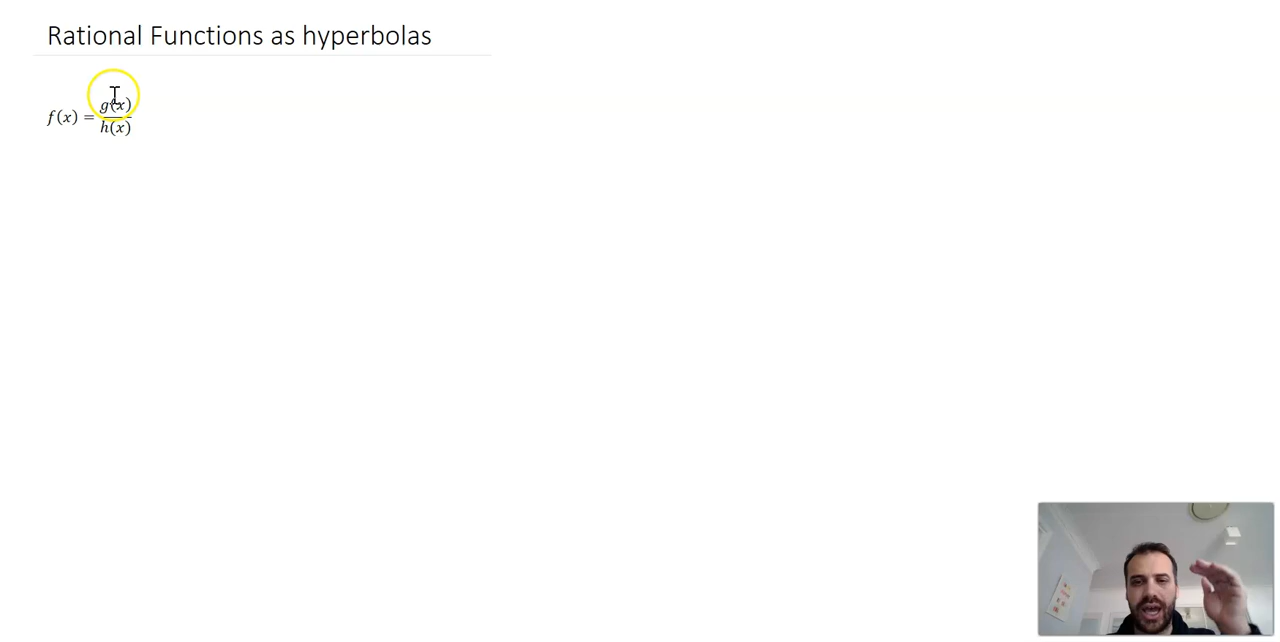 Rational Functions as hyperbolas
f(x) = g(x)/h(x)